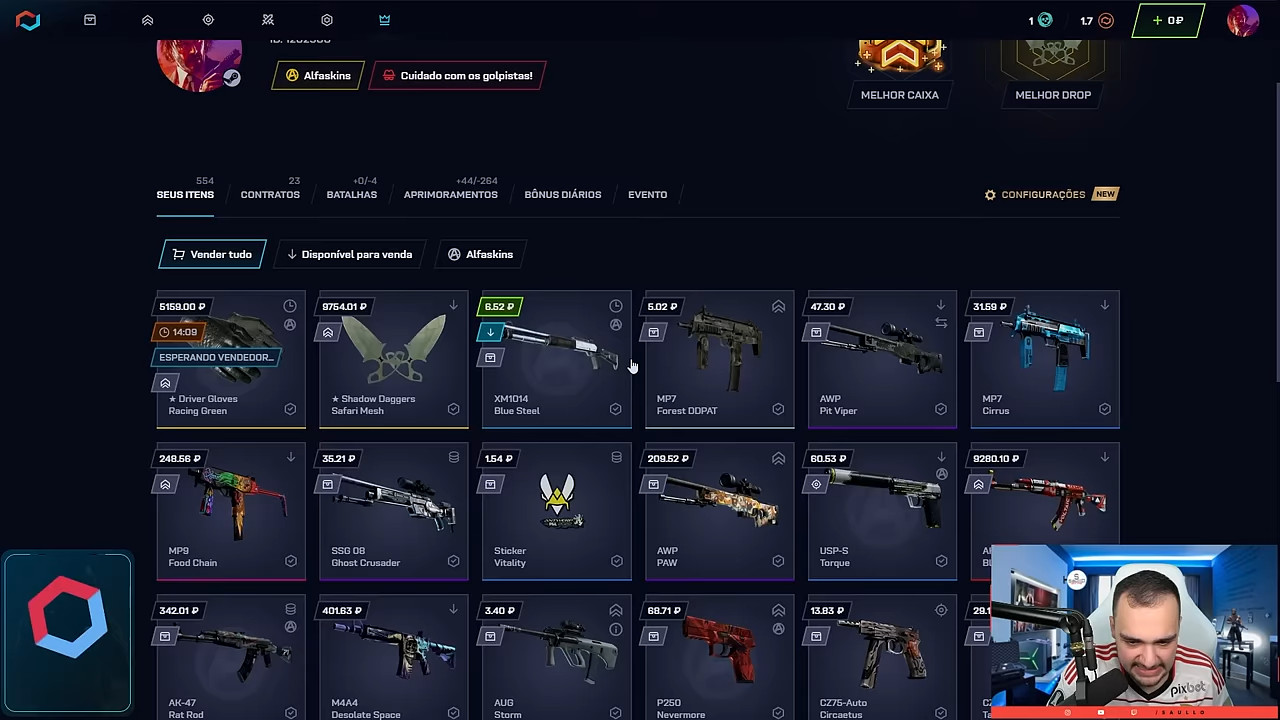 1
1.7
+ 0₽
Alfaskins
Cuidado com os golpistas!
MELHOR CAIXA
MELHOR DROP
554
23
+0/-4
+44/-264
SEUS ITENS
CONTRATOS
BATALHAS
APRIMORAMENTOS
BÔNUS DIÁRIOS
EVENTO
CONFIGURAÇÕES
NEW
Vender tudo
Disponível para venda
Alfaskins
5159.00 ₽
14:09
ESPERANDO VENDEDOR...
★ Driver Gloves
Racing Green
9754.01 ₽
★ Shadow Daggers
Safari Mesh
6.52 ₽
XM1014
Blue Steel
5.02 ₽
MP7
Forest DDPAT
47.30 ₽
AWP
Pit Viper
31.59 ₽
MP7
Cirrus
248.56 ₽
MP9
Food Chain
35.21 ₽
SSG 08
Ghost Crusader
1.54 ₽
Sticker
Vitality
209.52 ₽
AWP
PAW
60.53 ₽
USP-S
Torque
9280.10 ₽
342.01 ₽
AK-47
Rat Rod
401.63 ₽
M4A4
Desolate Space
3.40 ₽
AUG
Storm
68.71 ₽
P250
Nevermore
13.83 ₽
CZ75-Auto
Circaetus
pixbet
/SAULLO